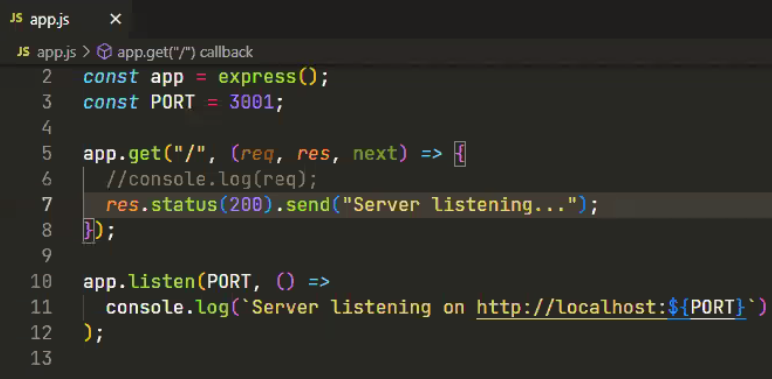 JS app.js ×
JS app.js > app.get("/") callback
2 const app = express();
3 const PORT = 3001;
4
5 app.get("/", (req, res, next) => {
6 //console.log(req);
7 res.status(200).send("Server listening...");
8 });
9
10 app.listen(PORT, () =>
11 console.log(`Server listening on http://localhost:${PORT}`)
12 );
13